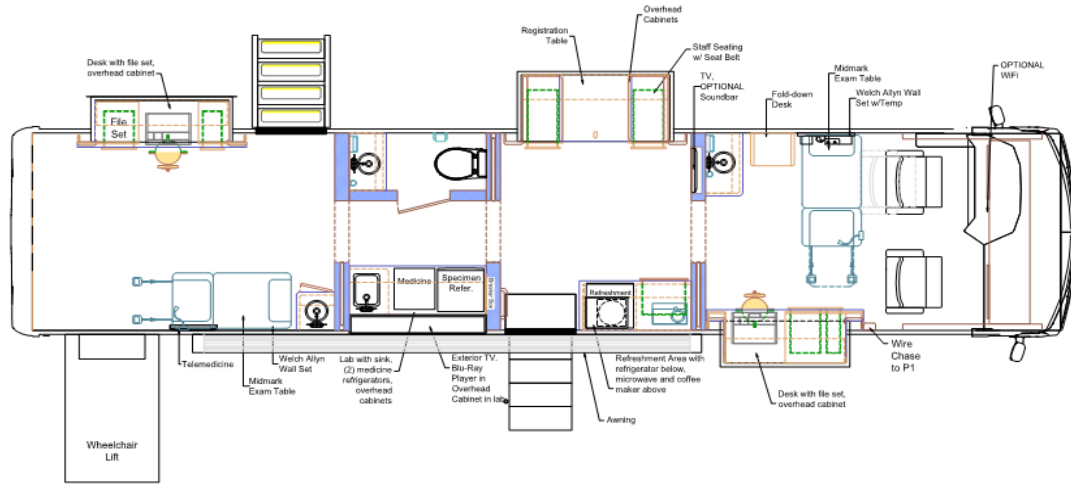 Overhead
Cabinets
Registration
Table
Staff Seating
w/ Seat Belt
Desk with file set,
overhead cabinet
TV,
OPTIONAL
Soundbar
Fold-down
Desk
Midmark
Exam Table
Welch Allyn Wall
Set w/Temp
OPTIONAL
WiFi
File
Set
Medicine
Specimen
Refer.
Breaker Box
Refreshment
Telemedicine
Midmark
Exam Table
Welch Allyn
Wall Set
Lab with sink,
(2) medicine
refrigerators,
overhead
cabinets
Exterior TV.
Blu-Ray
Player in
Overhead
Cabinet in lab
Refreshment Area with
refrigerator below,
microwave and coffee
maker above
Awning
Desk with file set,
overhead cabinet
Wire
Chase
to P1
Wheelchair
Lift